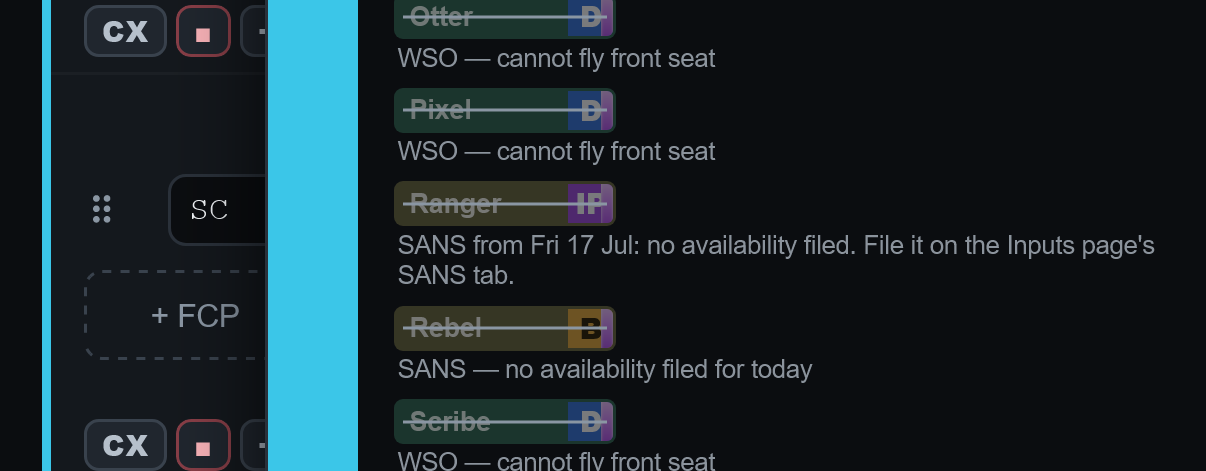 CX
SC
+ FCP
CX
Otter D
WSO — cannot fly front seat
Pixel D
WSO — cannot fly front seat
Ranger IP
SANS from Fri 17 Jul: no availability filed. File it on the Inputs page's
SANS tab.
Rebel B
SANS — no availability filed for today
Scribe D
WSO — cannot fly front seat